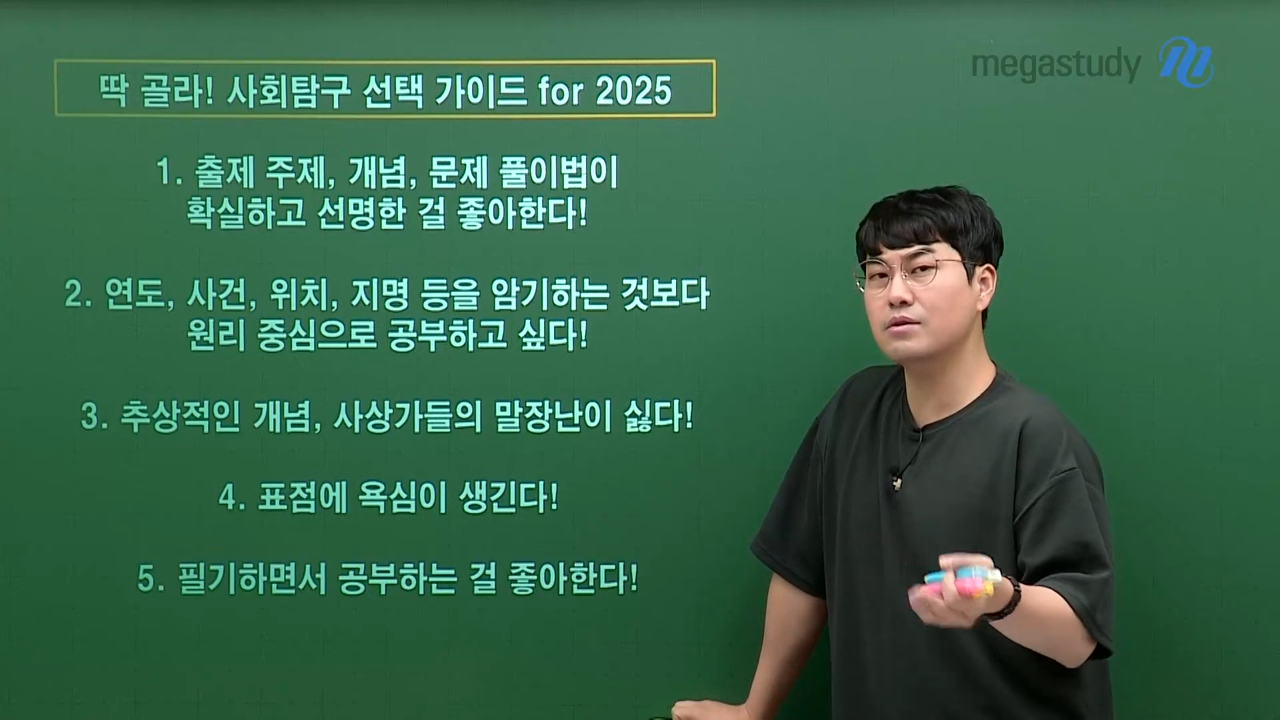 megastudy
딱 골라! 사회탐구 선택 가이드 for 2025
1. 출제 주제, 개념, 문제 풀이법이
확실하고 선명한 걸 좋아한다!
2. 연도, 사건, 위치, 지명 등을 암기하는 것보다
원리 중심으로 공부하고 싶다!
3. 추상적인 개념, 사상가들의 말장난이 싫다!
4. 표점에 욕심이 생긴다!
5. 필기하면서 공부하는 걸 좋아한다!